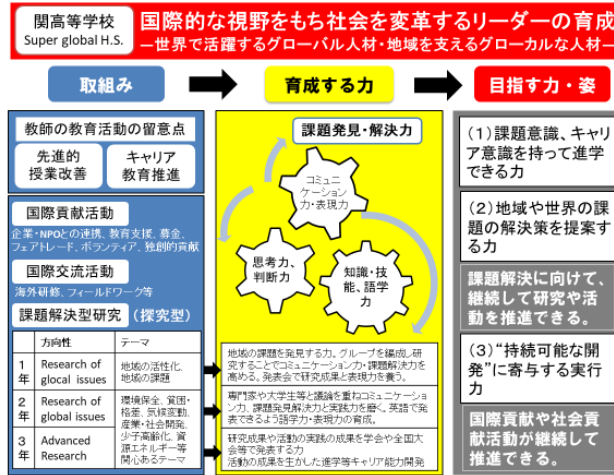 関高等学校
Super global H.S.
国際的な視野をもち社会を変革するリーダーの育成
―世界で活躍するグローバル人材・地域を支えるグローカルな人材―
取組み
育成する力
目指す力・姿
教師の教育活動の留意点
先進的
授業改善
キャリア
教育推進
国際貢献活動
企業・NPOとの連携、教育支援、募金、
フェアトレード、ボランティア、独創的貢献
国際交流活動
海外研修、フィールドワーク等
課題解決型研究 (探究型)
方向性
テーマ
1年
Research of
glocal issues
地域の活性化、
地域の課題
2年
Research of
global issues
環境保全、貧困・
格差、気候変動、
産業・社会開発、
少子高齢化、資
源エネルギー等
関心あるテーマ
3年
Advanced
Research
課題発見・解決力
コミュニ
ケーション
力・表現力
思考力、
判断力
知識・技
能、語学
力
地域の課題を発見する力。グループを編成し研
究することでコミュニケーション力・課題解決力を
高める。発表会で研究成果と表現力を養う。
専門家や大学生等と議論を重ねコミュニケーショ
ン力、課題発見解決力と実践力を磨く。英語で発
表できるよう語学力・表現力の育成。
研究成果や活動の実践の成果を学会や全国大
会等で発表する力
活動の成果を生かした進学等キャリア能力開発
(1)課題意識、キャリ
ア意識を持って進学
できる力
(2)地域や世界の課
題の解決策を提案す
る力
課題解決に向けて、
継続して研究や活
動を推進できる。
(3)“持続可能な開
発”に寄与する実行
力
国際貢献や社会貢
献活動が継続して
推進できる。